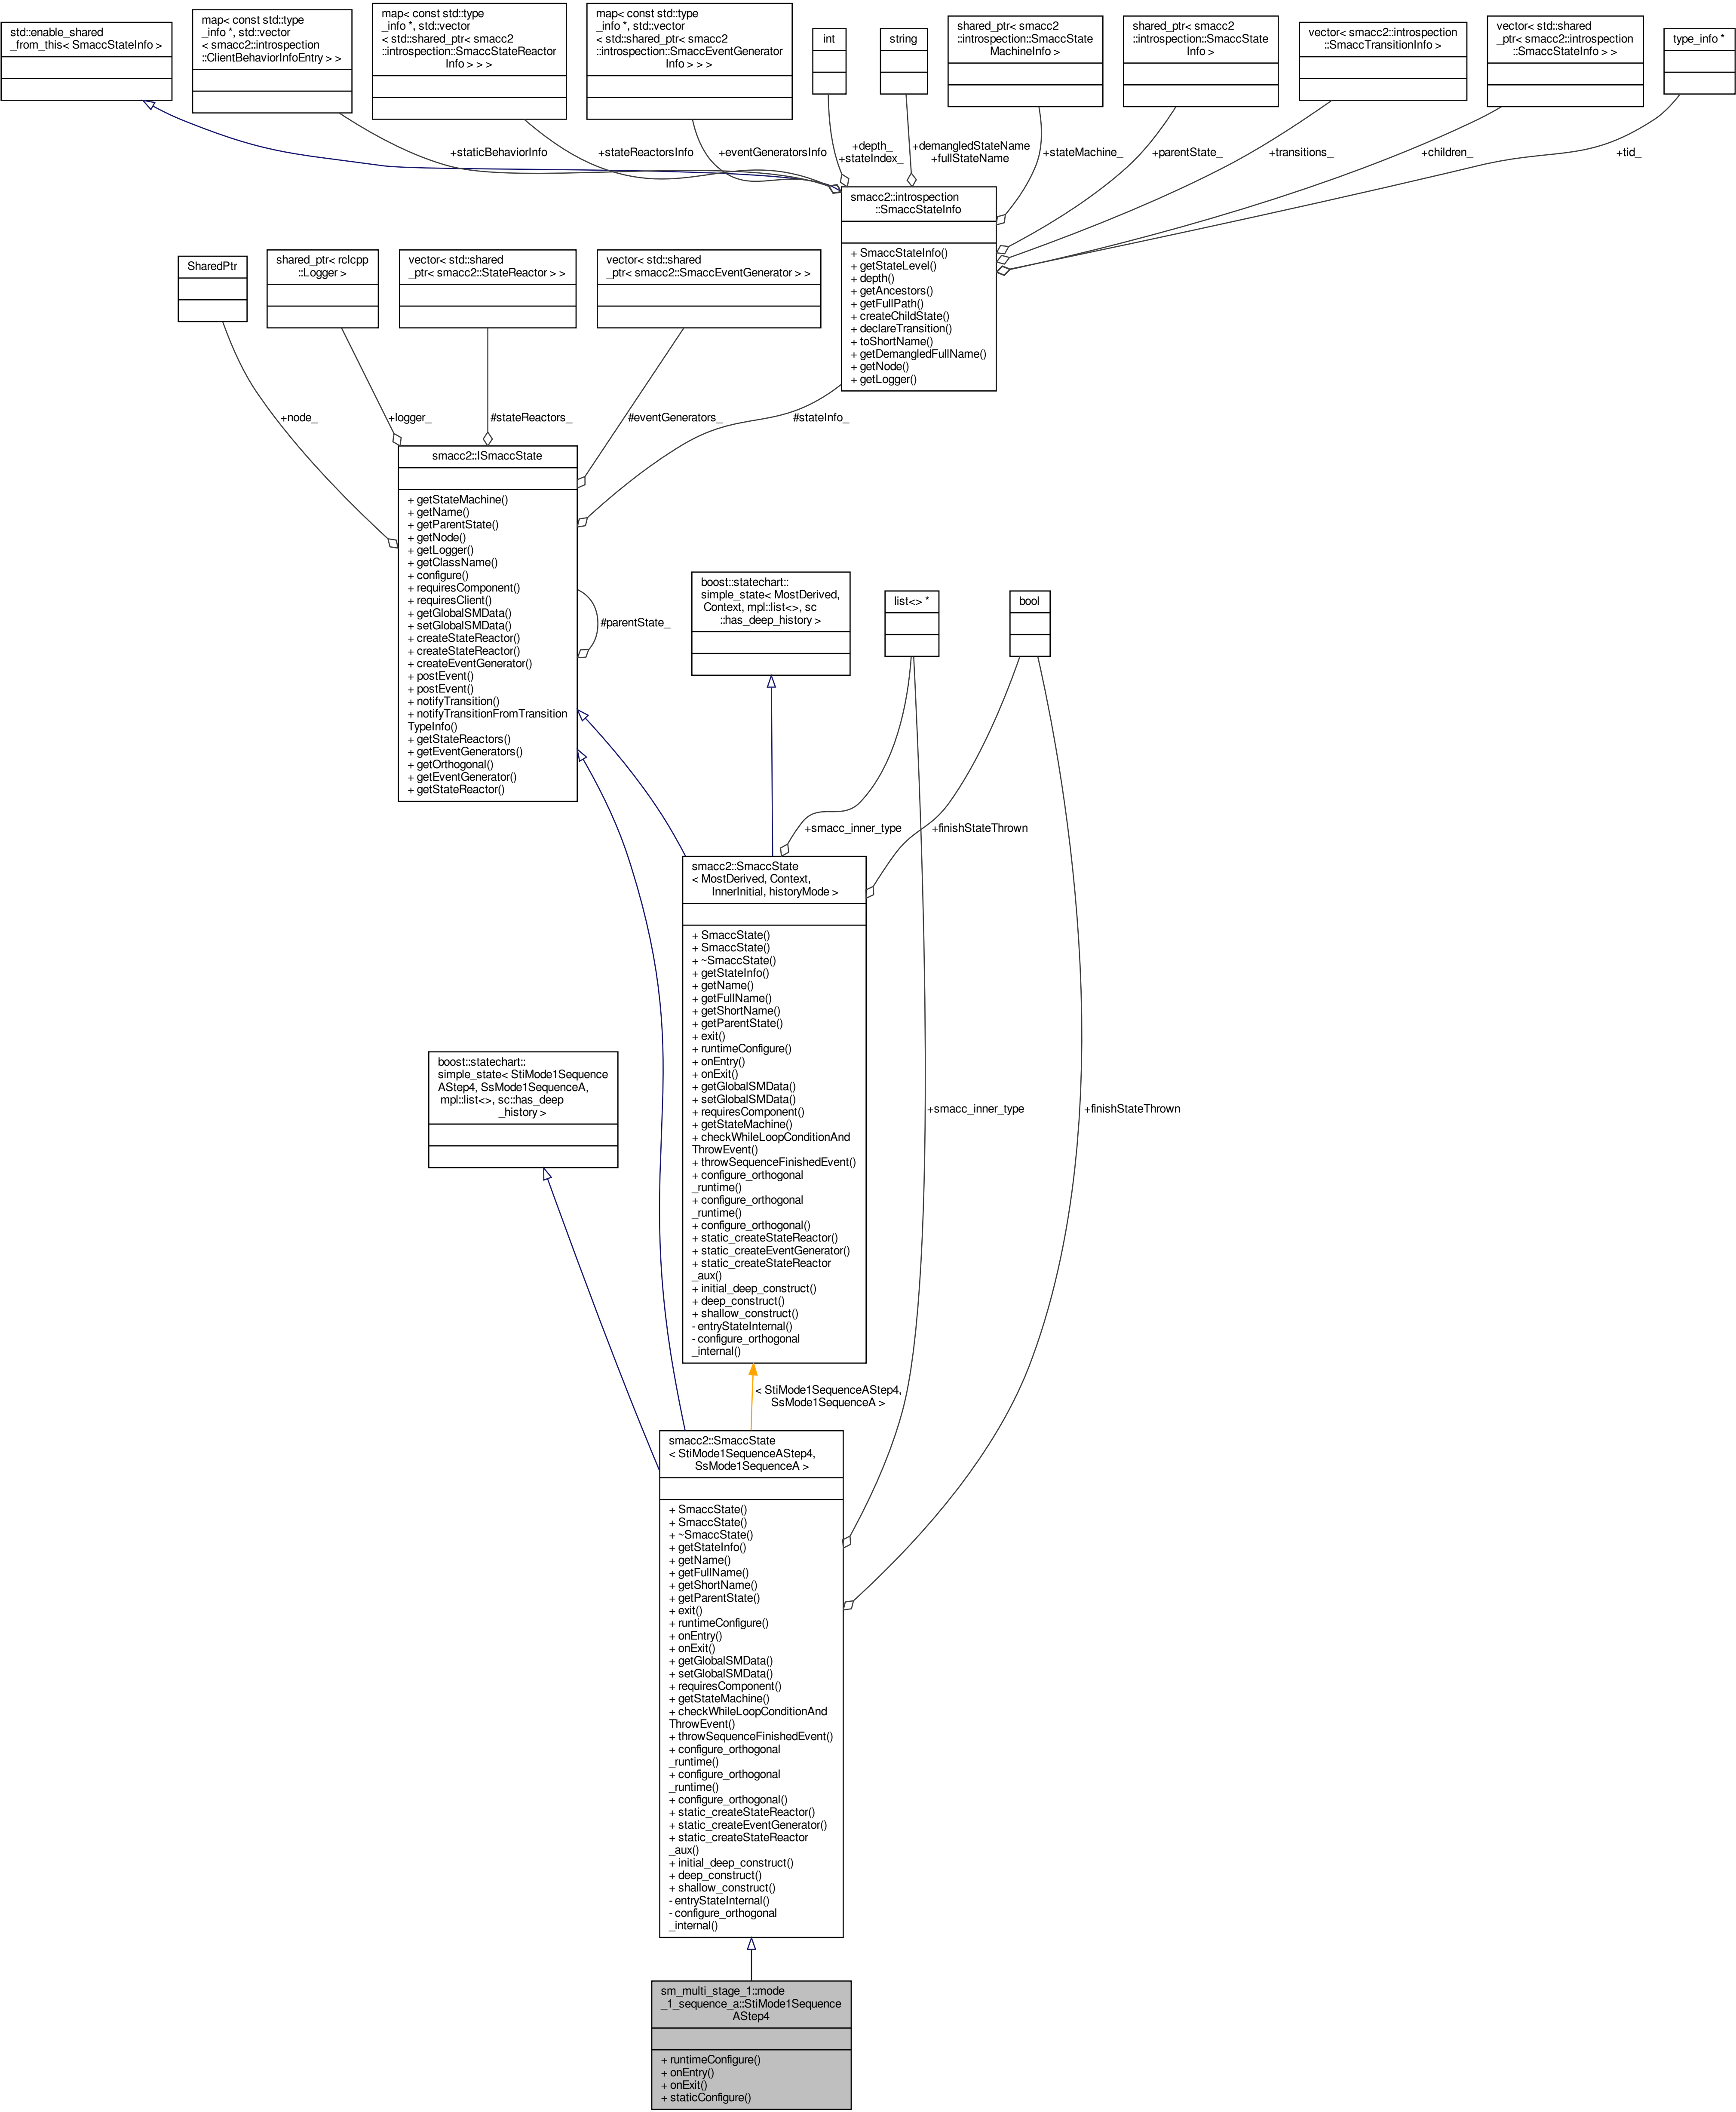 std::enable_shared
_from_this< SmaccStateInfo >
map< const std::type
_info *, std::vector
< smacc2::introspection
::ClientBehaviorInfoEntry > >
map< const std::type
_info *, std::vector
< std::shared_ptr< smacc2
::introspection::SmaccStateReactor
Info > > >
map< const std::type
_info *, std::vector
< std::shared_ptr< smacc2
::introspection::SmaccEventGenerator
Info > > >
int
string
shared_ptr< smacc2
::introspection::SmaccState
MachineInfo >
shared_ptr< smacc2
::introspection::SmaccState
Info >
vector< smacc2::introspection
::SmaccTransitionInfo >
vector< std::shared
_ptr< smacc2::introspection
::SmaccStateInfo > >
type_info *
+staticBehaviorInfo
+stateReactorsInfo
+eventGeneratorsInfo
+depth_
+stateIndex_
+demangledStateName
+fullStateName
+stateMachine_
+parentState_
+transitions_
+children_
+tid_
smacc2::introspection
::SmaccStateInfo
+ SmaccStateInfo()
+ getStateLevel()
+ depth()
+ getAncestors()
+ getFullPath()
+ createChildState()
+ declareTransition()
+ toShortName()
+ getDemangledFullName()
+ getNode()
+ getLogger()
SharedPtr
shared_ptr< rclcpp
::Logger >
vector< std::shared
_ptr< smacc2::StateReactor > >
vector< std::shared
_ptr< smacc2::SmaccEventGenerator > >
+node_
+logger_
#stateReactors_
#eventGenerators_
#stateInfo_
smacc2::ISmaccState
+ getStateMachine()
+ getName()
+ getParentState()
+ getNode()
+ getLogger()
+ getClassName()
+ configure()
+ requiresComponent()
+ requiresClient()
+ getGlobalSMData()
+ setGlobalSMData()
+ createStateReactor()
+ createStateReactor()
+ createEventGenerator()
+ postEvent()
+ postEvent()
+ notifyTransition()
+ notifyTransitionFromTransition
TypeInfo()
+ getStateReactors()
+ getEventGenerators()
+ getOrthogonal()
+ getEventGenerator()
+ getStateReactor()
#parentState_
boost::statechart::
simple_state< MostDerived,
Context, mpl::list<>, sc
::has_deep_history >
list<> *
bool
+smacc_inner_type
+finishStateThrown
smacc2::SmaccState
< MostDerived, Context,
InnerInitial, historyMode >
+ SmaccState()
+ SmaccState()
+ ~SmaccState()
+ getStateInfo()
+ getName()
+ getFullName()
+ getShortName()
+ getParentState()
+ exit()
+ runtimeConfigure()
+ onEntry()
+ onExit()
+ getGlobalSMData()
+ setGlobalSMData()
+ requiresComponent()
+ getStateMachine()
+ checkWhileLoopConditionAnd
ThrowEvent()
+ throwSequenceFinishedEvent()
+ configure_orthogonal
_runtime()
+ configure_orthogonal
_runtime()
+ configure_orthogonal()
+ static_createStateReactor()
+ static_createEventGenerator()
+ static_createStateReactor
_aux()
+ initial_deep_construct()
+ deep_construct()
+ shallow_construct()
- entryStateInternal()
- configure_orthogonal
_internal()
boost::statechart::
simple_state< StiMode1Sequence
AStep4, SsMode1SequenceA,
mpl::list<>, sc::has_deep
_history >
+smacc_inner_type
+finishStateThrown
< StiMode1SequenceAStep4,
SsMode1SequenceA >
smacc2::SmaccState
< StiMode1SequenceAStep4,
SsMode1SequenceA >
+ SmaccState()
+ SmaccState()
+ ~SmaccState()
+ getStateInfo()
+ getName()
+ getFullName()
+ getShortName()
+ getParentState()
+ exit()
+ runtimeConfigure()
+ onEntry()
+ onExit()
+ getGlobalSMData()
+ setGlobalSMData()
+ requiresComponent()
+ getStateMachine()
+ checkWhileLoopConditionAnd
ThrowEvent()
+ throwSequenceFinishedEvent()
+ configure_orthogonal
_runtime()
+ configure_orthogonal
_runtime()
+ configure_orthogonal()
+ static_createStateReactor()
+ static_createEventGenerator()
+ static_createStateReactor
_aux()
+ initial_deep_construct()
+ deep_construct()
+ shallow_construct()
- entryStateInternal()
- configure_orthogonal
_internal()
sm_multi_stage_1::mode
_1_sequence_a::StiMode1Sequence
AStep4
+ runtimeConfigure()
+ onEntry()
+ onExit()
+ staticConfigure()